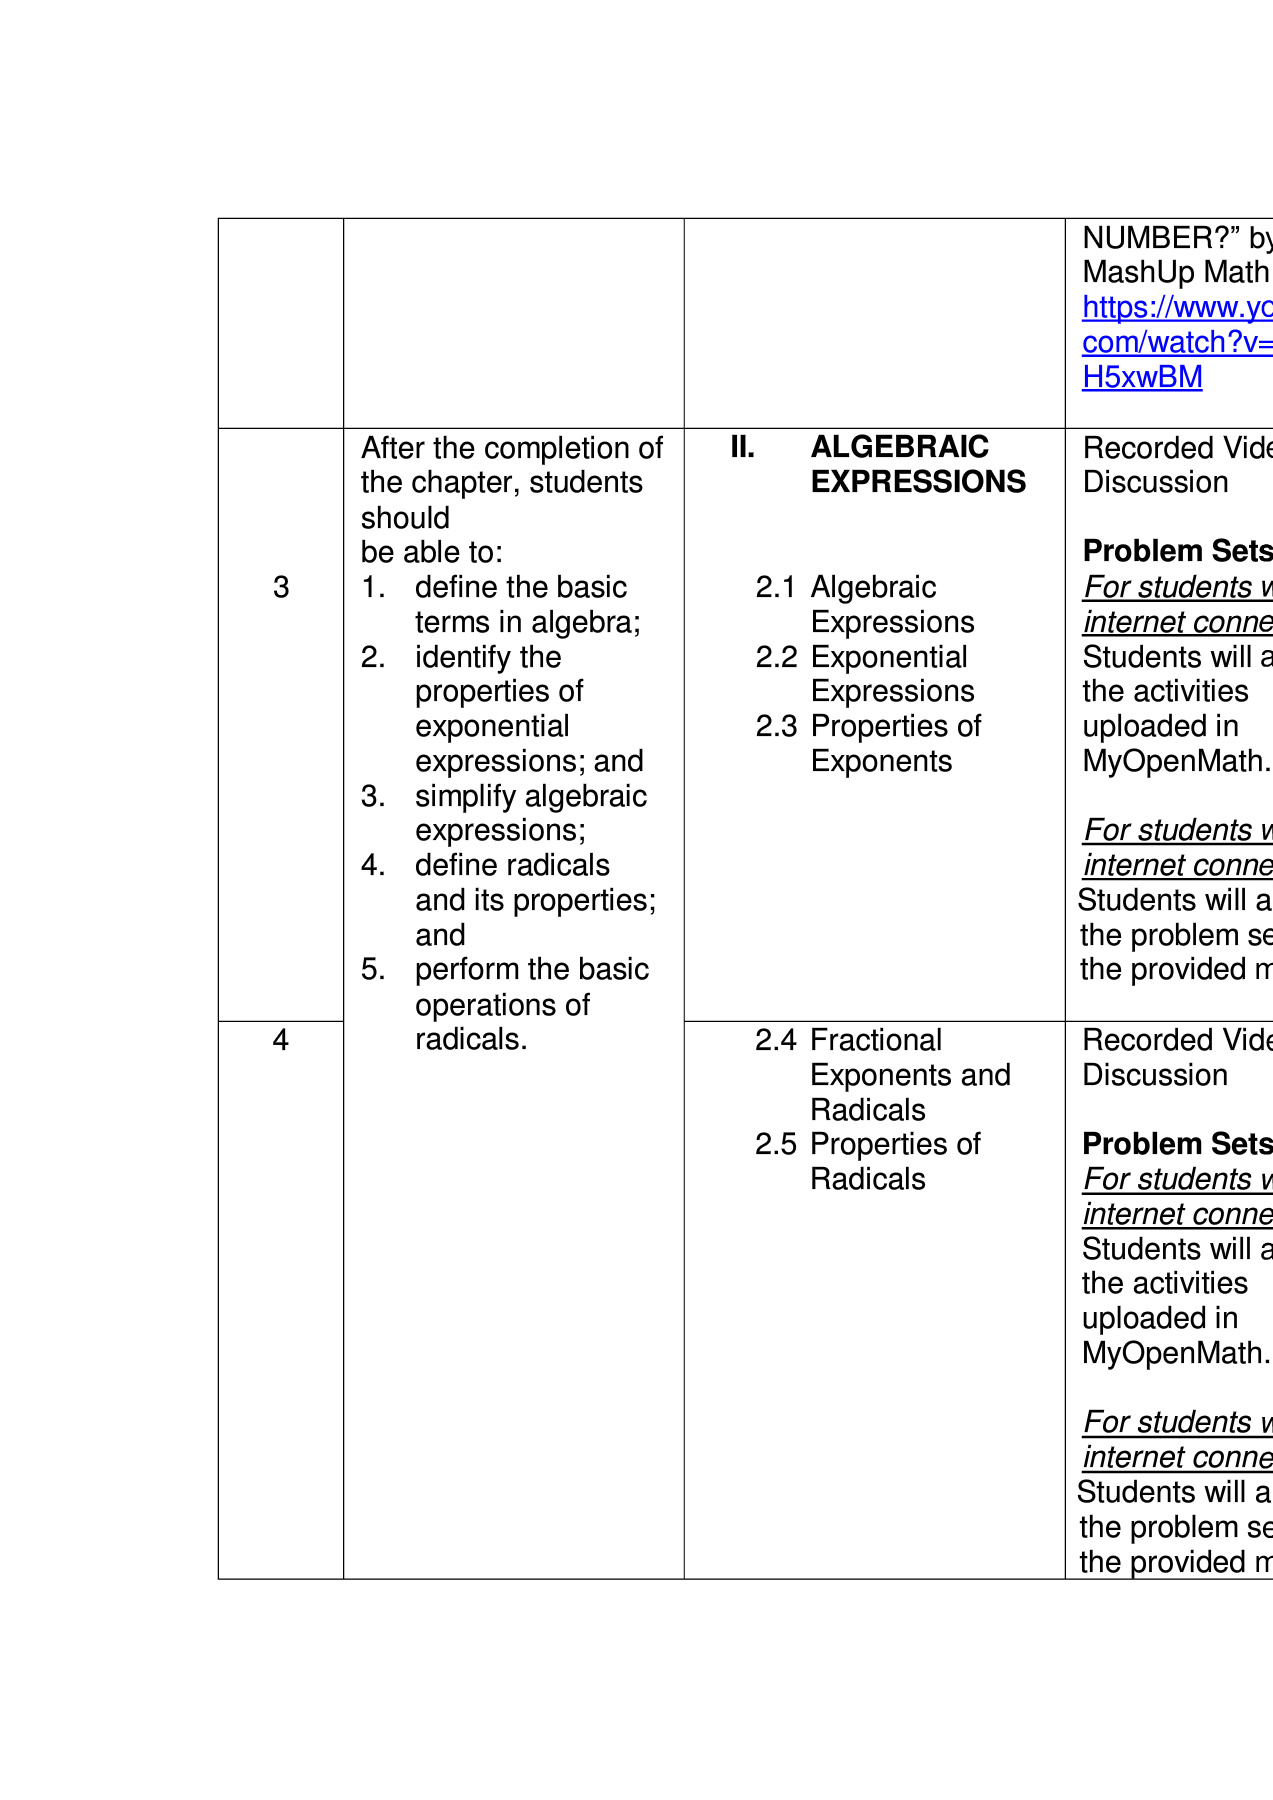 NUMBER?” by
MashUp Math
https://www.yo
com/watch?v=
H5xwBM
3
After the completion of
the chapter, students
should
be able to:
1. define the basic
terms in algebra;
2. identify the
properties of
exponential
expressions; and
3. simplify algebraic
expressions;
4. define radicals
and its properties;
and
5. perform the basic
operations of
radicals.
II. ALGEBRAIC
EXPRESSIONS
2.1 Algebraic
Expressions
2.2 Exponential
Expressions
2.3 Properties of
Exponents
Recorded Vide
Discussion
Problem Sets
For students w
internet conne
Students will a
the activities
uploaded in
MyOpenMath.
For students w
internet conne
Students will a
the problem se
the provided m
4
2.4 Fractional
Exponents and
Radicals
2.5 Properties of
Radicals
Recorded Vide
Discussion
Problem Sets
For students w
internet conne
Students will a
the activities
uploaded in
MyOpenMath.
For students w
internet conne
Students will a
the problem se
the provided m